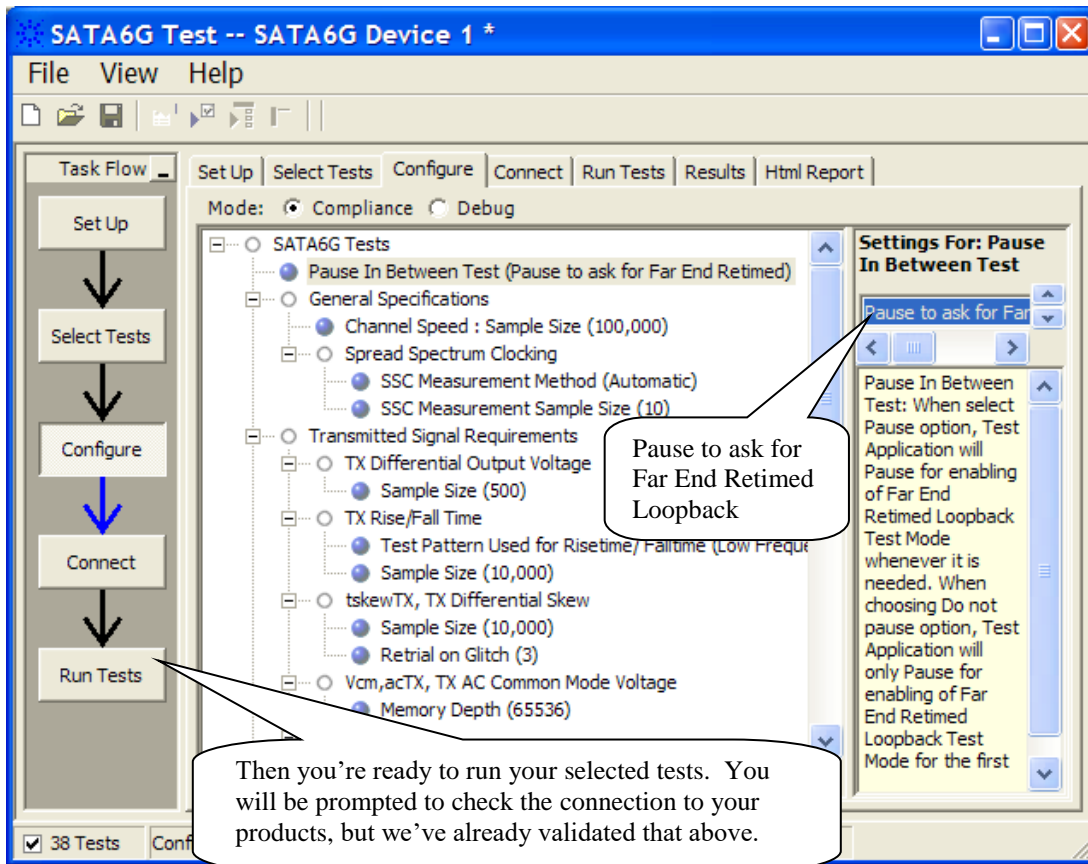 SATA6G Test -- SATA6G Device 1 *
File View Help
Task Flow
Set Up
Select Tests
Configure
Connect
Run Tests
Set Up Select Tests Configure Connect Run Tests Results Html Report
Mode: Compliance Debug
SATA6G Tests
Pause In Between Test (Pause to ask for Far End Retimed)
General Specifications
Channel Speed : Sample Size (100,000)
Spread Spectrum Clocking
SSC Measurement Method (Automatic)
SSC Measurement Sample Size (10)
Transmitted Signal Requirements
TX Differential Output Voltage
Sample Size (500)
TX Rise/Fall Time
Test Pattern Used for Risetime/ Falltime (Low Freque
Sample Size (10,000)
tskewTX, TX Differential Skew
Sample Size (10,000)
Retrial on Glitch (3)
Vcm,acTX, TX AC Common Mode Voltage
Memory Depth (65536)
Settings For: Pause
In Between Test
Pause to ask for Far
Pause In Between
Test: When select
Pause option, Test
Application will
Pause for enabling
of Far End
Retimed Loopback
Test Mode
whenever it is
needed. When
choosing Do not
pause option, Test
Application will
only Pause for
enabling of Far
End Retimed
Loopback Test
Mode for the first
Pause to ask for
Far End Retimed
Loopback
Then you’re ready to run your selected tests. You
will be prompted to check the connection to your
products, but we’ve already validated that above.
38 Tests Conf